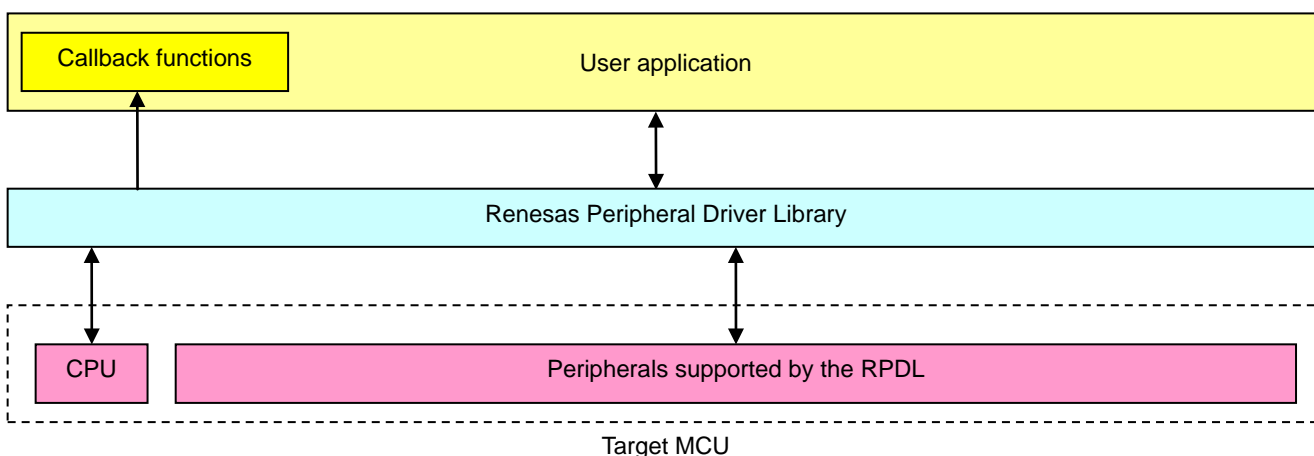 Callback functions
User application
Renesas Peripheral Driver Library
CPU
Peripherals supported by the RPDL
Target MCU